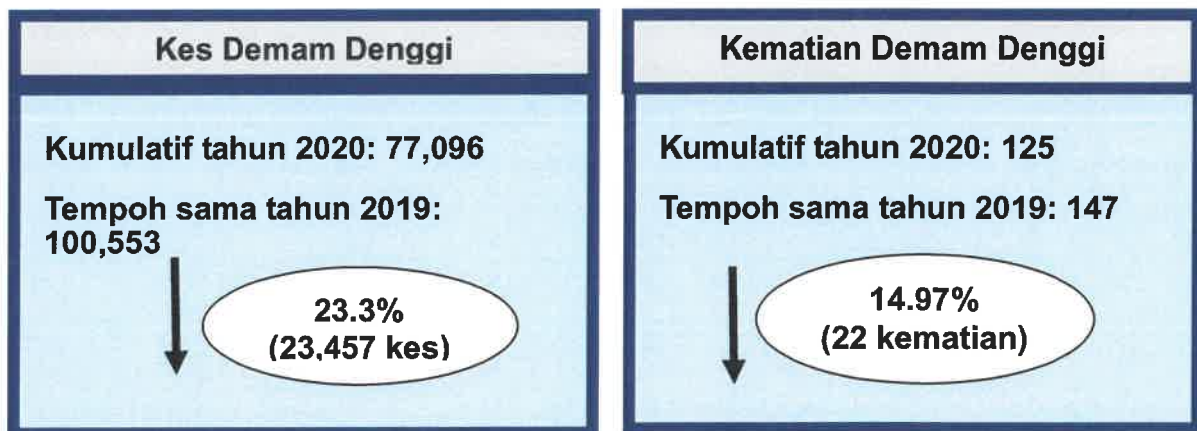 Kes Demam Denggi
Kumulatif tahun 2020: 77,096
Tempoh sama tahun 2019:
100,553
23.3%
(23,457 kes)
Kematian Demam Denggi
Kumulatif tahun 2020: 125
Tempoh sama tahun 2019: 147
14.97%
(22 kematian)